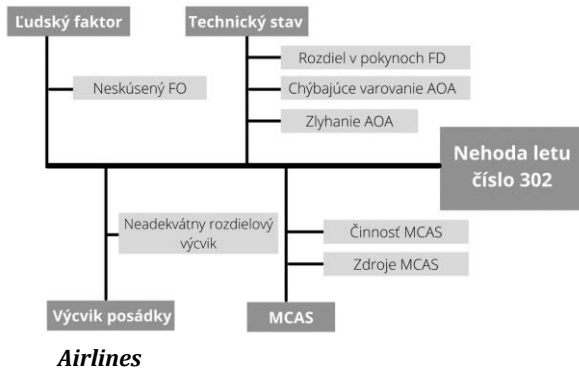 Ľudský faktor
Technický stav
Rozdiel v pokynoch FD
Neskúsený FO
Chýbajúce varovanie AOA
Zlyhanie AOA
Nehoda letu
číslo 302
Neadekvátny rozdielový
výcvik
Činnosť MCAS
Zdroje MCAS
Výcvik posádky
MCAS
Airlines